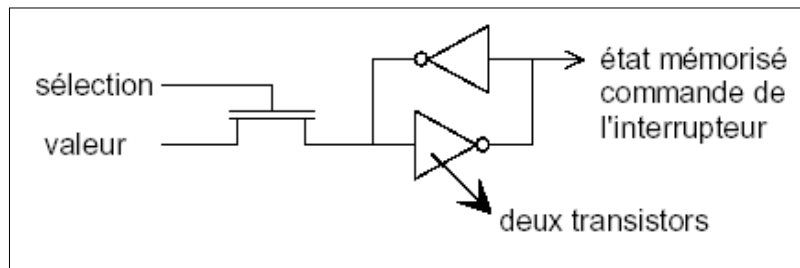 sélection
valeur
état mémorisé
commande de
l'interrupteur
deux transistors